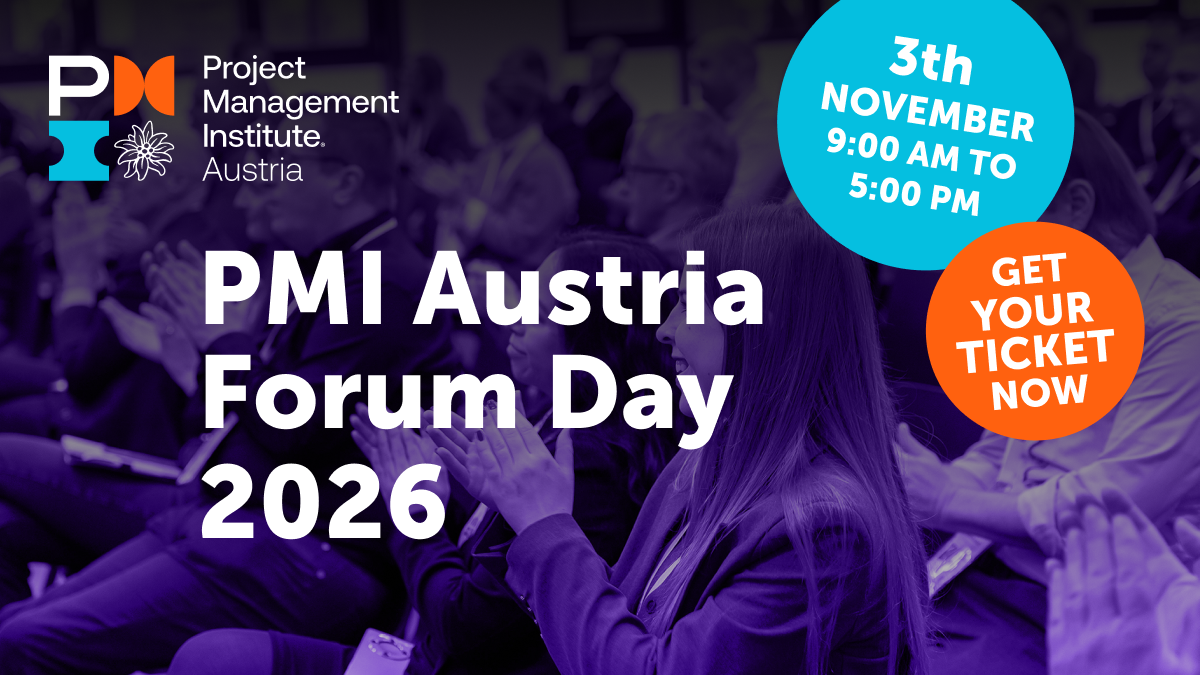 PMI
Project
Management
Institute.
Austria
3th
NOVEMBER
9:00 AM TO
5:00 PM
GET
YOUR
TICKET
NOW
PMI Austria
Forum Day
2026